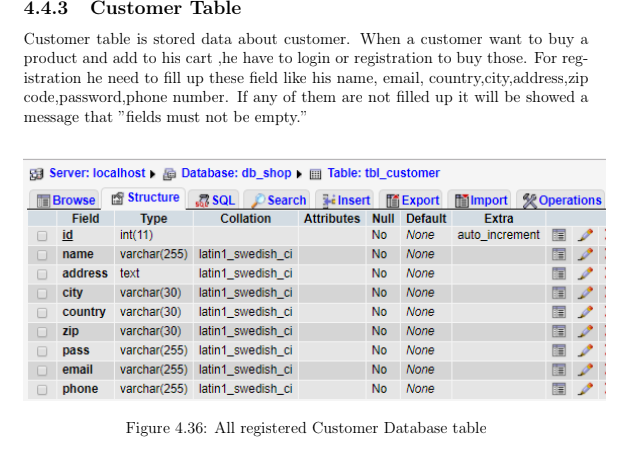 4.4.3 Customer Table
Customer table is stored data about customer. When a customer want to buy a
product and add to his cart ,he have to login or registration to buy those. For reg-
istration he need to fill up these field like his name, email, country,city,address,zip
code,password,phone number. If any of them are not filled up it will be showed a
message that ”fields must not be empty.”
Server: localhost ▸ Database: db_shop ▸ Table: tbl_customer
Browse Structure SQL Search Insert Export Import Operations
Field Type Collation Attributes Null Default Extra
id int(11) No None auto_increment
name varchar(255) latin1_swedish_ci No None
address text latin1_swedish_ci No None
city varchar(30) latin1_swedish_ci No None
country varchar(30) latin1_swedish_ci No None
zip varchar(30) latin1_swedish_ci No None
pass varchar(255) latin1_swedish_ci No None
email varchar(255) latin1_swedish_ci No None
phone varchar(255) latin1_swedish_ci No None
Figure 4.36: All registered Customer Database table